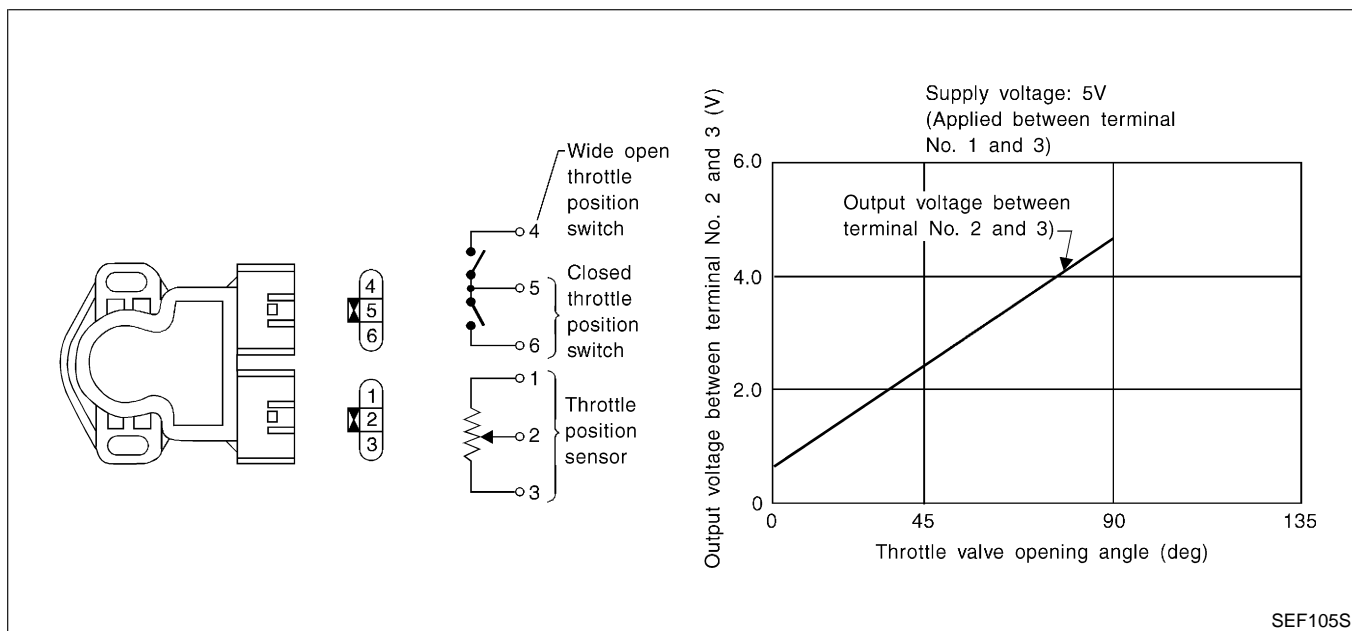 4
5
6
1
2
3
Wide open
throttle
position
switch
4
Closed
throttle
position
switch
5
6
1
Throttle
position
sensor
2
3
Output voltage between terminal No. 2 and 3 (V)
Supply voltage: 5V
(Applied between terminal
No. 1 and 3)
6.0
Output voltage between
terminal No. 2 and 3)
4.0
2.0
0
0 45 90 135
Throttle valve opening angle (deg)
SEF105S